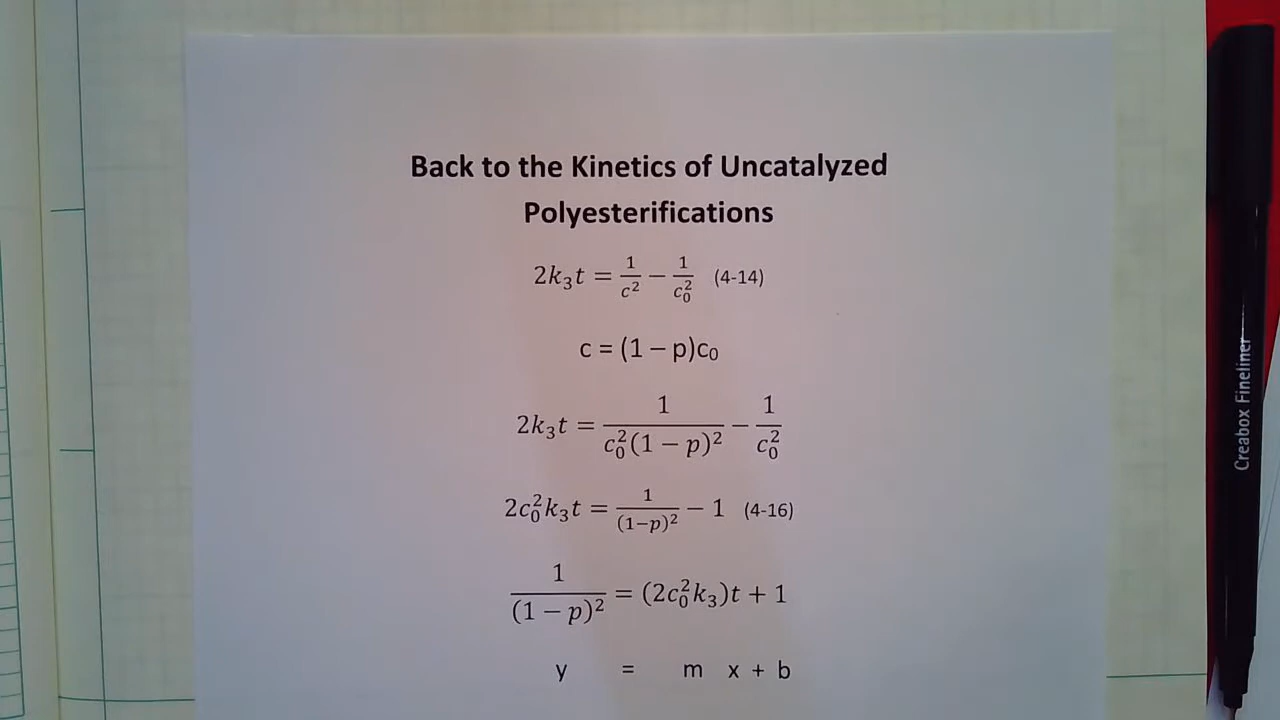 Back to the Kinetics of Uncatalyzed
Polyesterifications
2k₃t = 1/c² − 1/c₀² (4-14)
c = (1 – p)c₀
2k₃t = 1/(c₀²(1 − p)²) − 1/c₀²
2c₀²k₃t = 1/(1−p)² − 1 (4-16)
1/(1 − p)² = (2c₀²k₃)t + 1
y = m x + b
Creabox Fineliner